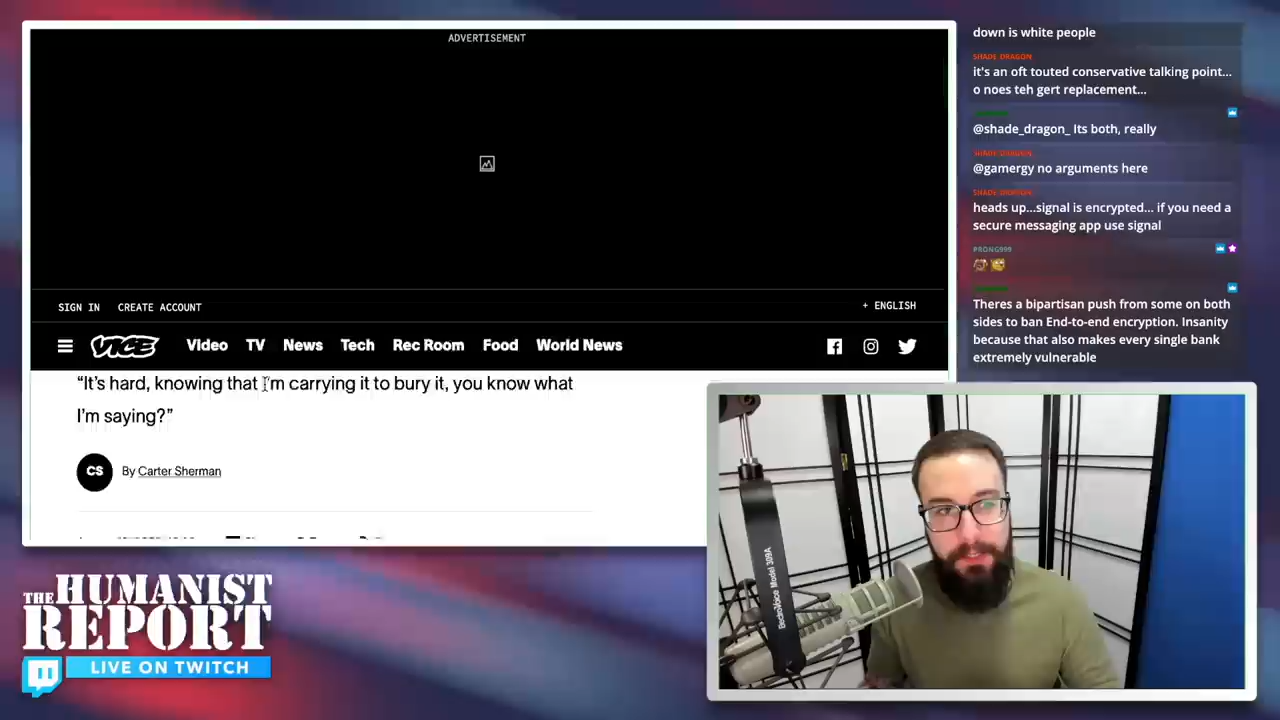 ADVERTISEMENT
SIGN IN CREATE ACCOUNT + ENGLISH
VICE Video TV News Tech Rec Room Food World News
“It’s hard, knowing that I’m carrying it to bury it, you know what
I’m saying?”
CS By Carter Sherman
down is white people
SHADE DRAGON
it's an oft touted conservative talking point...
o noes teh gert replacement...
@shade_dragon_ Its both, really
SHADE DRAGON
@gamergy no arguments here
SHADE DRAGON
heads up...signal is encrypted... if you need a
secure messaging app use signal
PRONG999
Theres a bipartisan push from some on both
sides to ban End-to-end encryption. Insanity
because that also makes every single bank
extremely vulnerable
ElectroVoice Model 309A
THE HUMANIST
REPORT
LIVE ON TWITCH